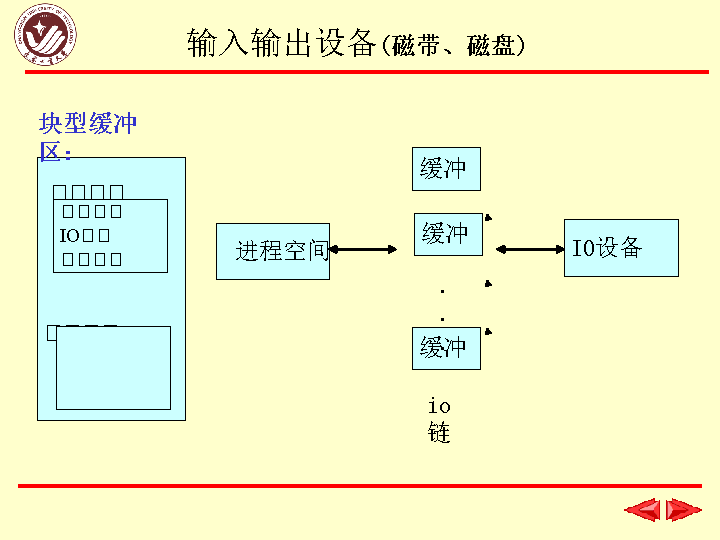 输入输出设备(磁带、磁盘)
块型缓冲
区:
IO
进程空间
缓冲
缓冲
.
.
.
缓冲
IO设备
io
链